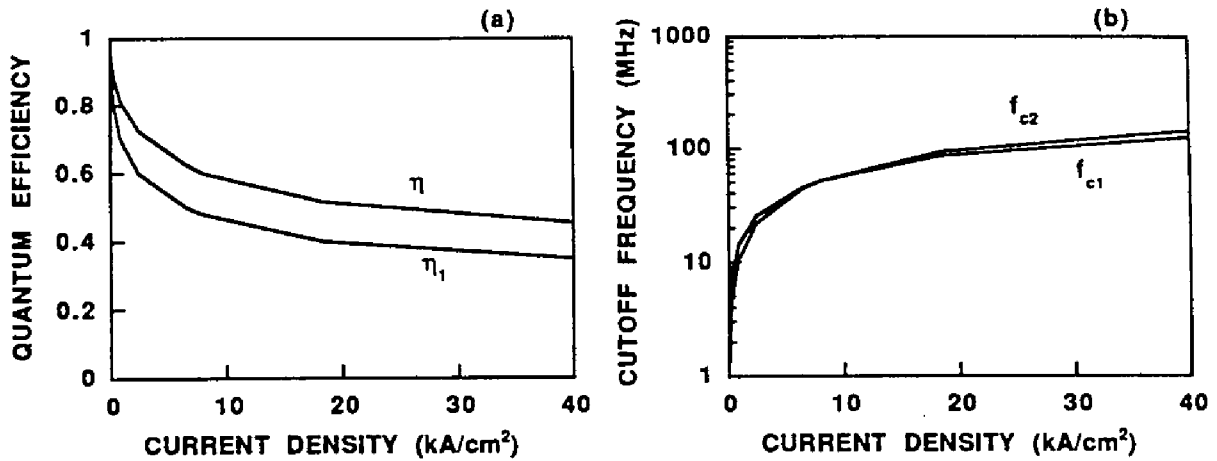 (a)
1
0.8
0.6
0.4
0.2
0
QUANTUM EFFICIENCY
η
η1
0 10 20 30 40
CURRENT DENSITY (kA/cm²)
(b)
1000
100
10
1
CUTOFF FREQUENCY (MHz)
fc2
fc1
0 10 20 30 40
CURRENT DENSITY (kA/cm²)